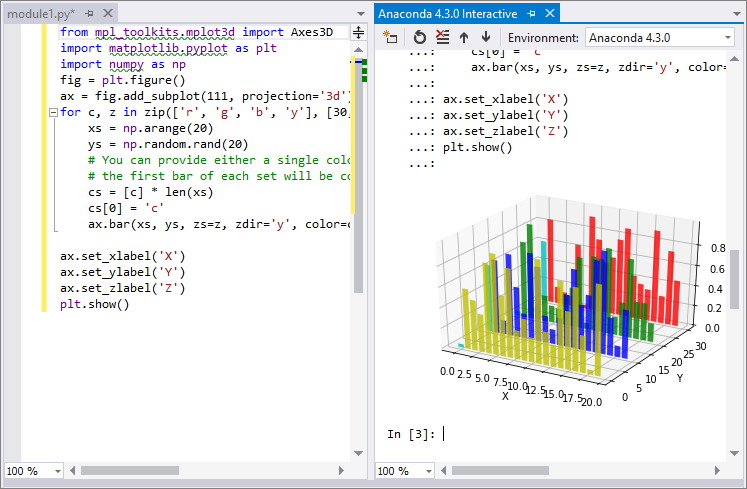 module1.py*
from mpl_toolkits.mplot3d import Axes3D
import matplotlib.pyplot as plt
import numpy as np
fig = plt.figure()
ax = fig.add_subplot(111, projection='3d')
for c, z in zip(['r', 'g', 'b', 'y'], [30,
xs = np.arange(20)
ys = np.random.rand(20)
# You can provide either a single colo
# the first bar of each set will be co
cs = [c] * len(xs)
cs[0] = 'c'
ax.bar(xs, ys, zs=z, zdir='y', color=c
ax.set_xlabel('X')
ax.set_ylabel('Y')
ax.set_zlabel('Z')
plt.show()
100 %
Anaconda 4.3.0 Interactive
Environment: Anaconda 4.3.0
...: cs[0] = 'c'
...: ax.bar(xs, ys, zs=z, zdir='y', color=
...:
...: ax.set_xlabel('X')
...: ax.set_ylabel('Y')
...: ax.set_zlabel('Z')
...: plt.show()
...:
0.8
0.6
0.4
0.2
0.0
0.0 2.5 5.0 7.5 10.0 12.5 15.0 17.5 20.0
X
0 5 10 15 20 25 30
Y
In [3]:
100 %